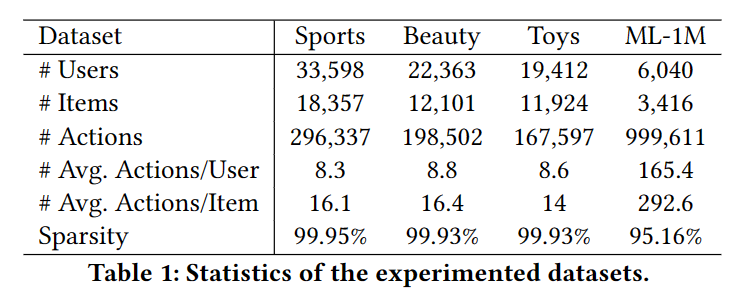 Dataset Sports Beauty Toys ML-1M
# Users 33,598 22,363 19,412 6,040
# Items 18,357 12,101 11,924 3,416
# Actions 296,337 198,502 167,597 999,611
# Avg. Actions/User 8.3 8.8 8.6 165.4
# Avg. Actions/Item 16.1 16.4 14 292.6
Sparsity 99.95% 99.93% 99.93% 95.16%
Table 1: Statistics of the experimented datasets.